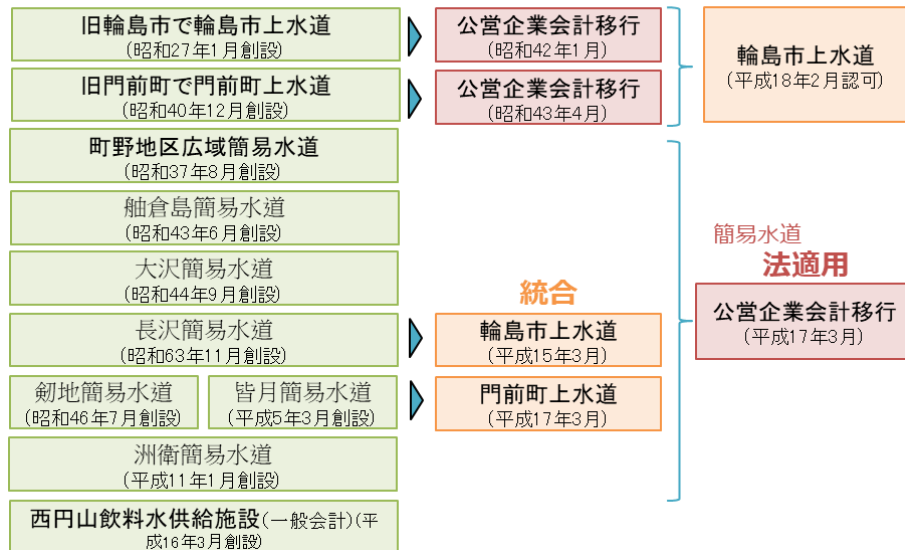 旧輪島市で輪島市上水道
(昭和27年1月創設)
公営企業会計移行
(昭和42年1月)
輪島市上水道
(平成18年2月認可)
旧門前町で門前町上水道
(昭和40年12月創設)
公営企業会計移行
(昭和43年4月)
町野地区広域簡易水道
(昭和37年8月創設)
舳倉島簡易水道
(昭和43年6月創設)
大沢簡易水道
(昭和44年9月創設)
長沢簡易水道
(昭和63年11月創設)
統合
輪島市上水道
(平成15年3月)
剱地簡易水道
(昭和46年7月創設)
皆月簡易水道
(平成5年3月創設)
門前町上水道
(平成17年3月)
洲衛簡易水道
(平成11年1月創設)
西円山飲料水供給施設(一般会計)(平
成16年3月創設)
簡易水道
法適用
公営企業会計移行
(平成17年3月)